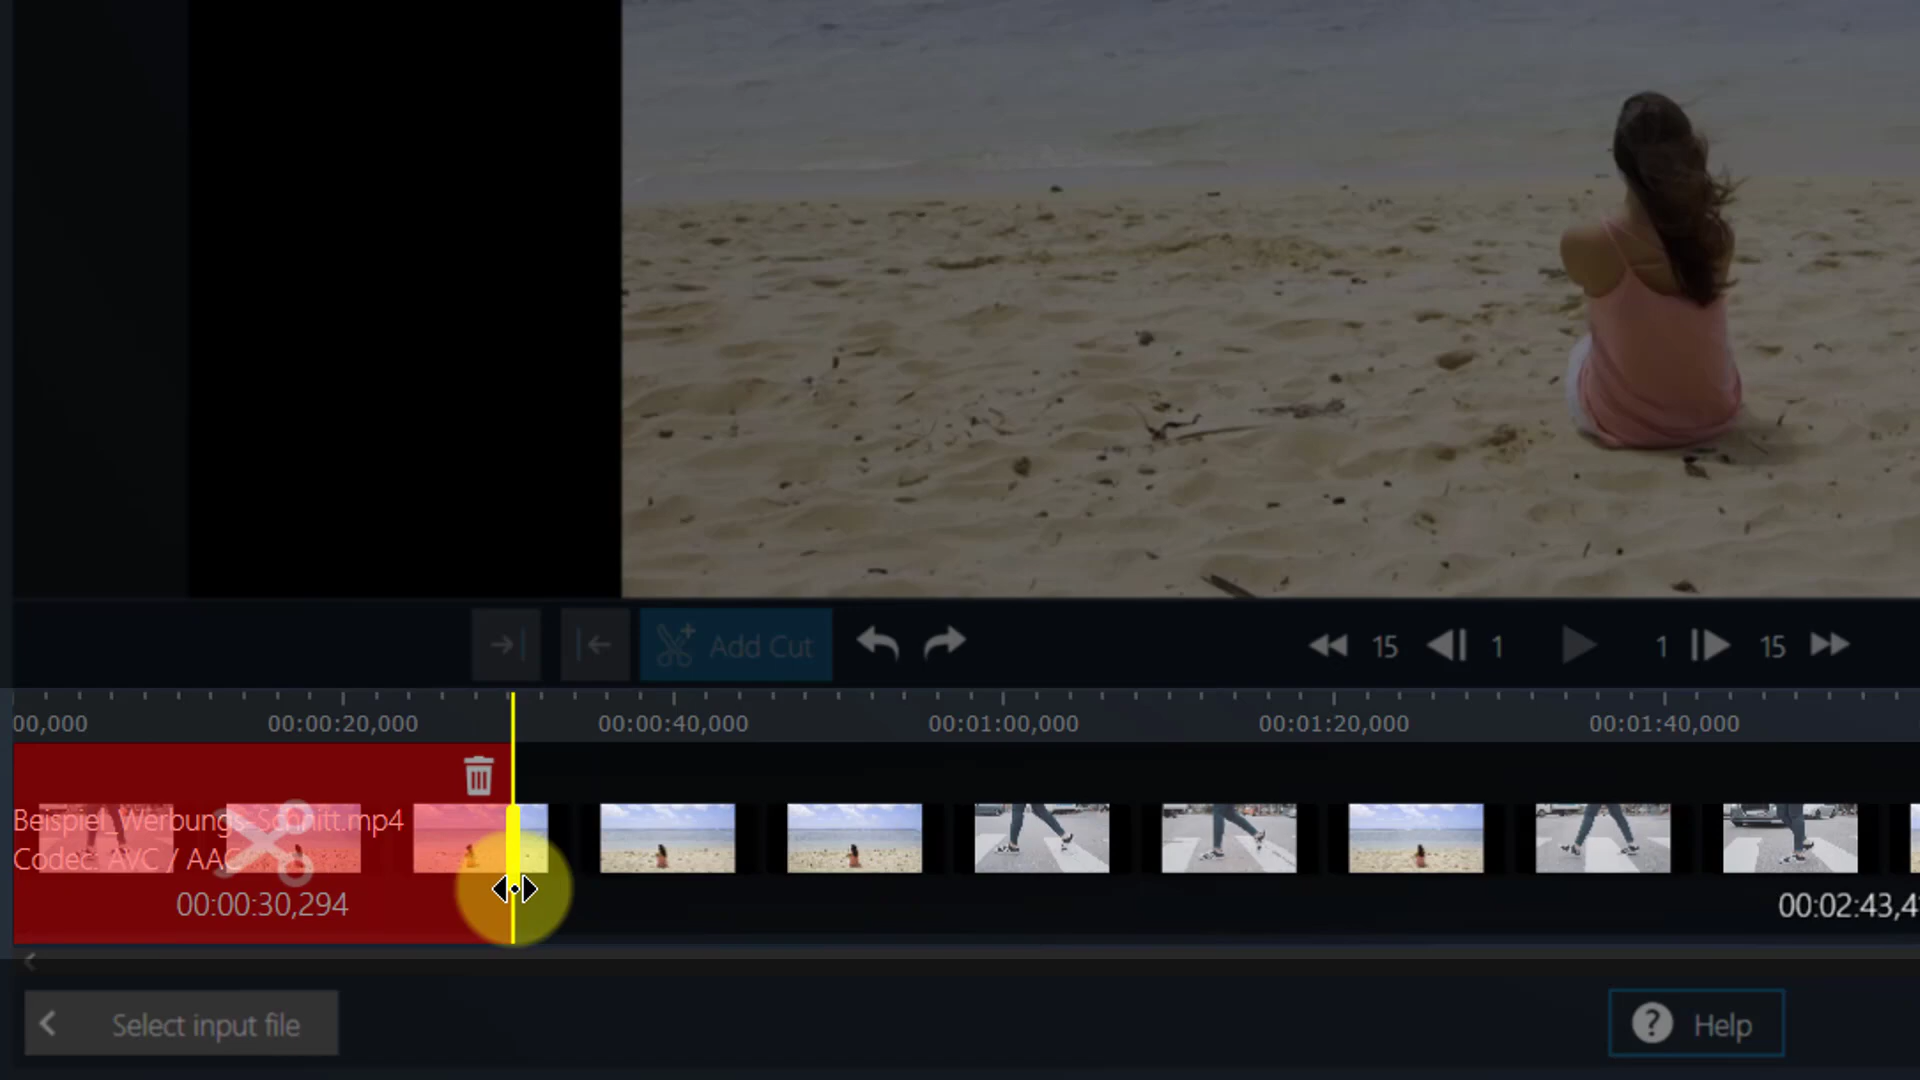 Add Cut
15
1
1
15
00,000
00:00:20,000
00:00:40,000
00:01:00,000
00:01:20,000
00:01:40,000
Beispiel_Werbungs-Schnitt.mp4
Codec: AVC / AAC
00:00:30,294
00:02:43,4
Select input file
? Help